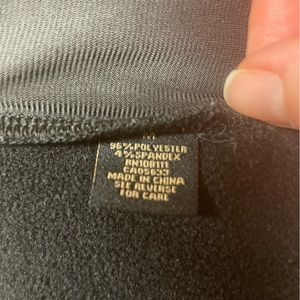 M
96% POLYESTER
4% SPANDEX
RN108111
CA05633
MADE IN CHINA
SEE REVERSE
FOR CARE